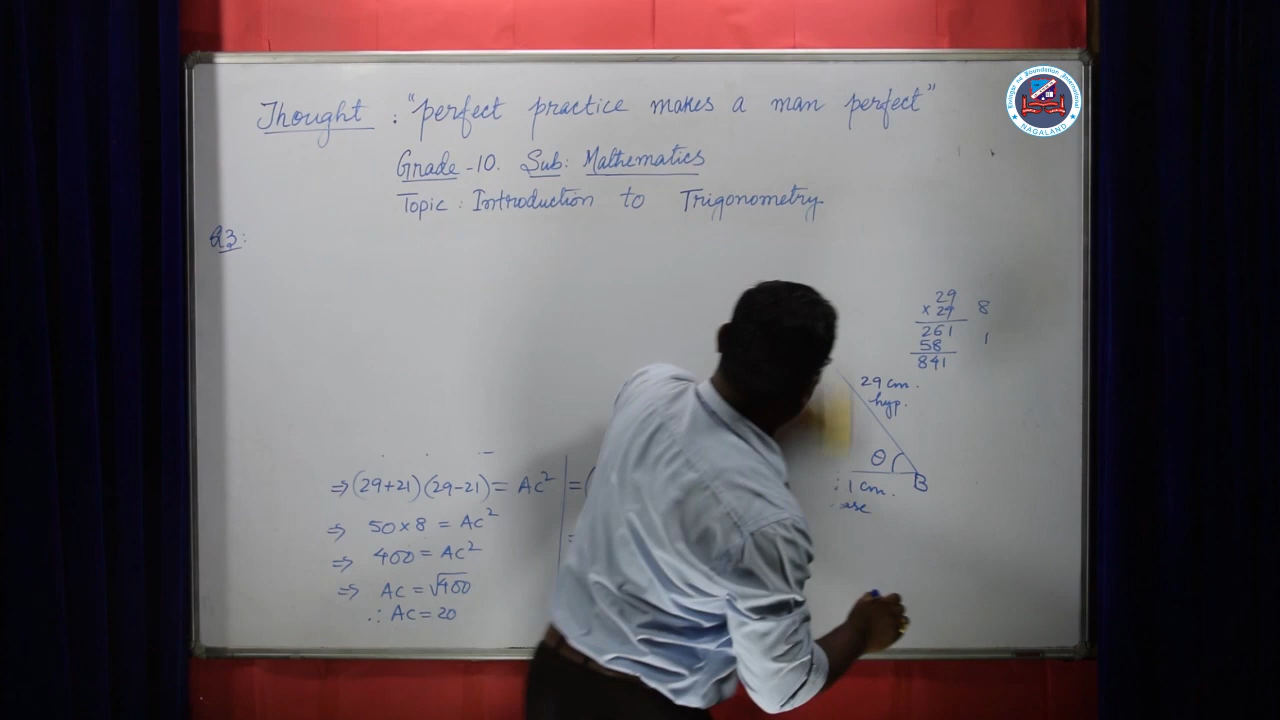 Thought : "perfect practice makes a man perfect"
Grade - 10. Sub: Mathematics
Topic : Introduction to Trigonometry
Q3:
29
× 29 8
261
58 1
841
29 cm.
hyp.
θ
B
1 cm.
⇒ (29+21)(29-21) = AC² = (
⇒ 50 × 8 = AC² =
⇒ 400 = AC²
⇒ AC = √400
∴ AC = 20
NAGALAND